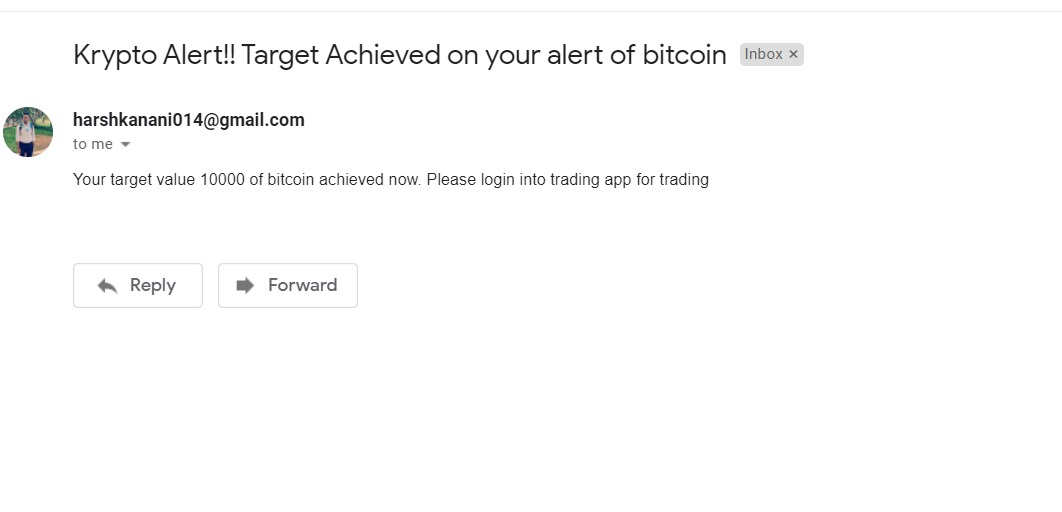 Krypto Alert!! Target Achieved on your alert of bitcoin Inbox ×
harshkanani014@gmail.com
to me
Your target value 10000 of bitcoin achieved now. Please login into trading app for trading
Reply Forward